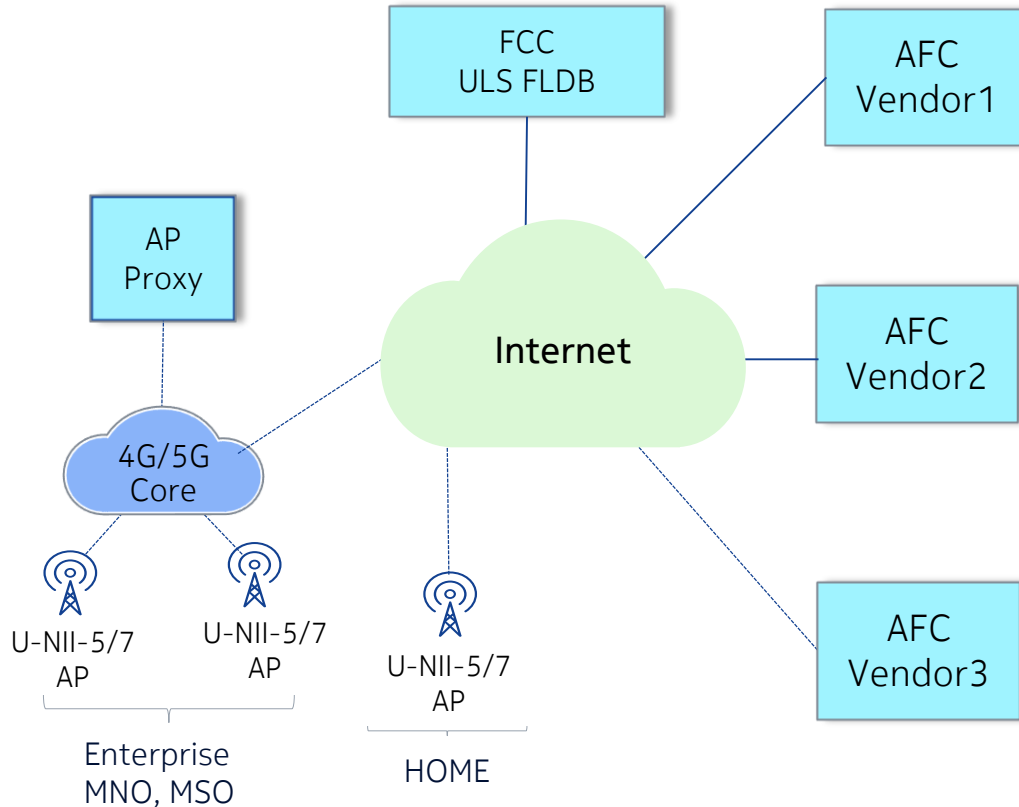 FCC
ULS FLDB
AFC
Vendor1
AP
Proxy
Internet
AFC
Vendor2
4G/5G
Core
U-NII-5/7
AP
U-NII-5/7
AP
U-NII-5/7
AP
AFC
Vendor3
Enterprise
MNO, MSO
HOME